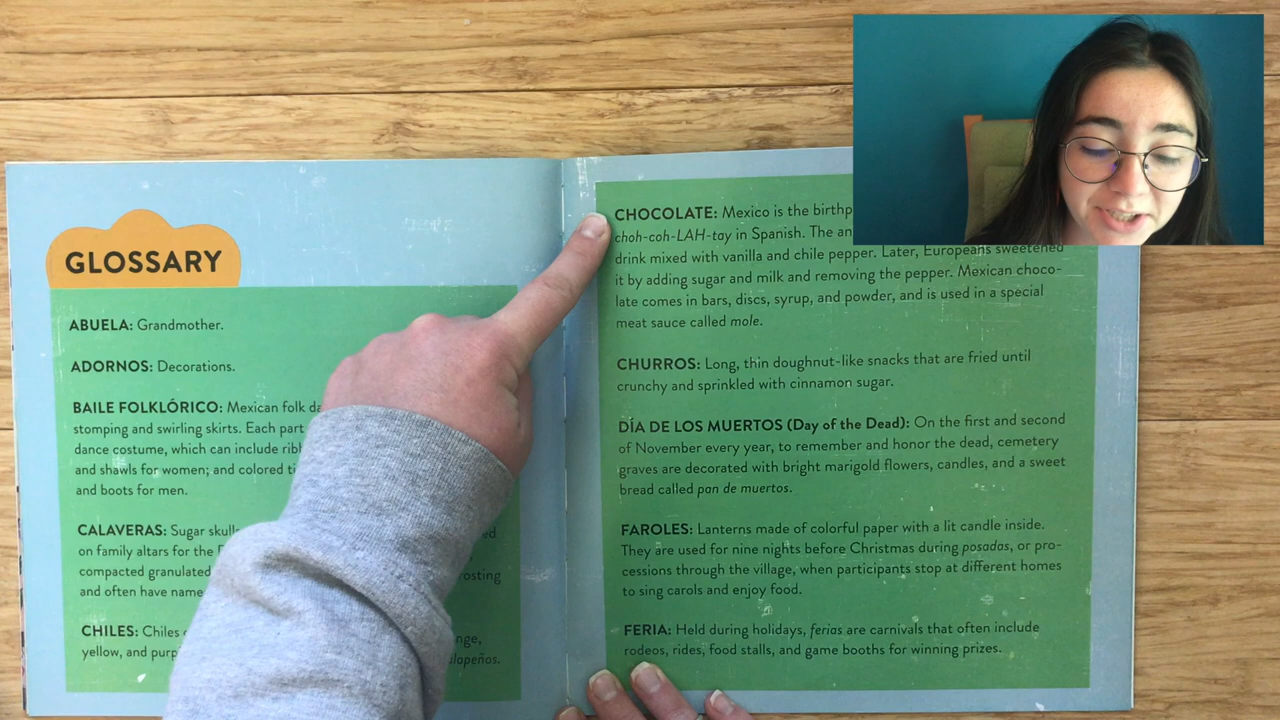 GLOSSARY
ABUELA: Grandmother.
ADORNOS: Decorations.
BAILE FOLKLÓRICO: Mexican folk
stomping and swirling skirts. Each part
dance costume, which can include
and shawls for women; and colored
and boots for men.
CALAVERAS: Sugar
on family altars for the
compacted granulated
and often have
CHILES: Chiles
yellow, and
CHOCOLATE: Mexico is the
choh-coh-LAH-tay in Spanish. The
drink mixed with vanilla and chile pepper. Later, Europeans sweetened
it by adding sugar and milk and removing the pepper. Mexican choco-
late comes in bars, discs, syrup, and powder, and is used in a special
meat sauce called mole.
CHURROS: Long, thin doughnut-like snacks that are fried until
crunchy and sprinkled with cinnamon sugar.
DÍA DE LOS MUERTOS (Day of the Dead): On the first and second
of November every year, to remember and honor the dead, cemetery
graves are decorated with bright marigold flowers, candles, and a sweet
bread called pan de muertos.
FAROLES: Lanterns made of colorful paper with a lit candle inside.
They are used for nine nights before Christmas during posadas, or pro-
cessions through the village, when participants stop at different homes
to sing carols and enjoy food.
FERIA: Held during holidays, ferias are carnivals that often include
rodeos, rides, food stalls, and game booths for winning prizes.